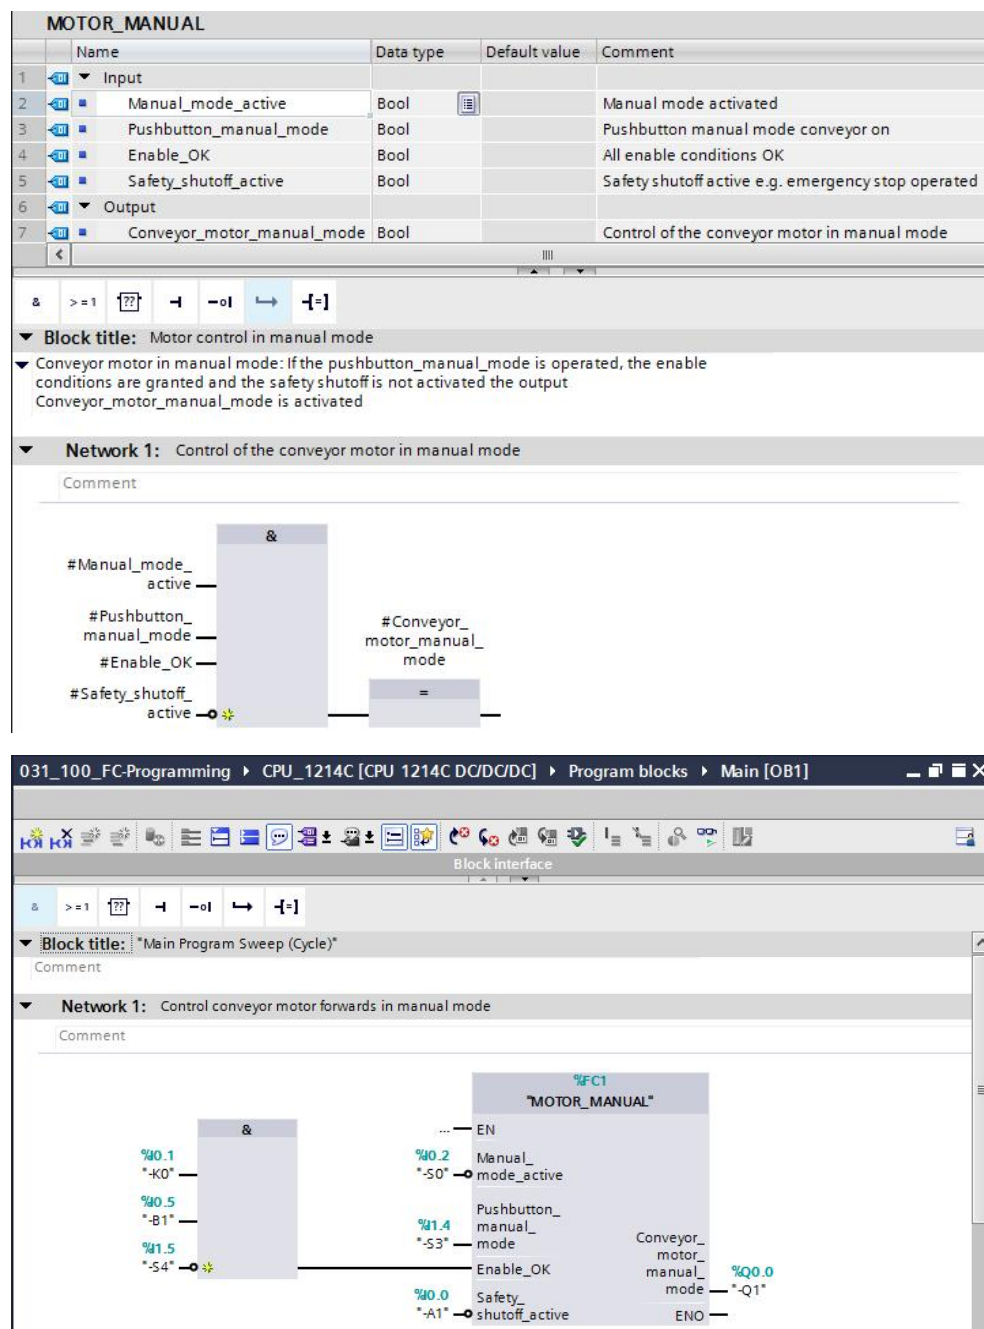 MOTOR_MANUAL
Name Data type Default value Comment
1 Input
2 Manual_mode_active Bool Manual mode activated
3 Pushbutton_manual_mode Bool Pushbutton manual mode conveyor on
4 Enable_OK Bool All enable conditions OK
5 Safety_shutoff_active Bool Safety shutoff active e.g. emergency stop operated
6 Output
7 Conveyor_motor_manual_mode Bool Control of the conveyor motor in manual mode
& >=1 ?? -o| [=]
Block title: Motor control in manual mode
Conveyor motor in manual mode: If the pushbutton_manual_mode is operated, the enable
conditions are granted and the safety shutoff is not activated the output
Conveyor_motor_manual_mode is activated
Network 1: Control of the conveyor motor in manual mode
Comment
&
#Manual_mode_
active
#Pushbutton_
manual_mode
#Enable_OK
#Safety_shutoff_
active
#Conveyor_
motor_manual_
mode
=
031_100_FC-Programming CPU_1214C [CPU 1214C DC/DC/DC] Program blocks Main [OB1]
Block interface
& >=1 ?? -o| [=]
Block title: "Main Program Sweep (Cycle)"
Comment
Network 1: Control conveyor motor forwards in manual mode
Comment
&
%I0.1
"-K0"
%I0.5
"-B1"
%I1.5
"-S4"
%FC1
"MOTOR_MANUAL"
... EN
%I0.2
"-S0"
Manual_
mode_active
%I1.4
"-S3"
Pushbutton_
manual_
mode
Enable_OK
%I0.0
"-A1"
Safety_
shutoff_active
Conveyor_
motor_
manual_
mode
%Q0.0
"-Q1"
ENO